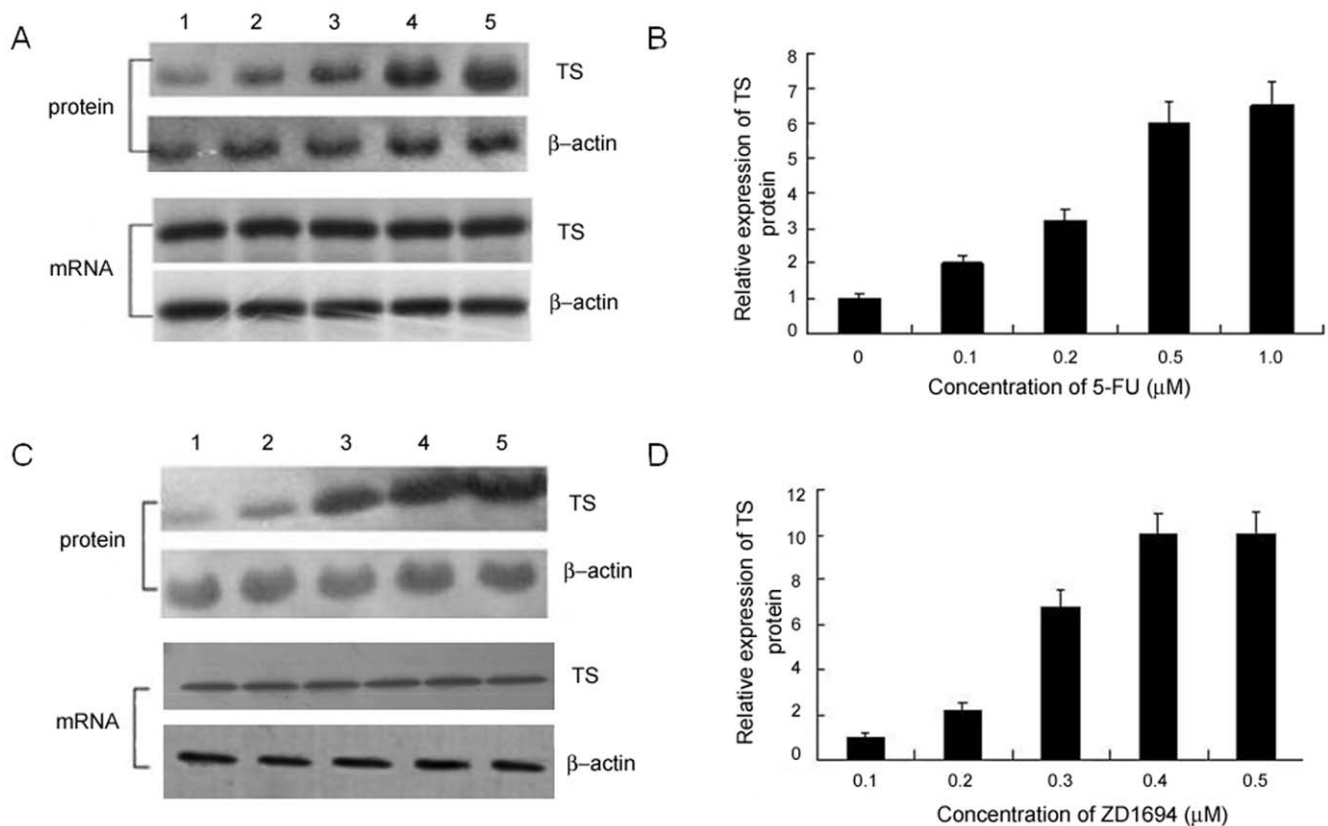 A
1 2 3 4 5
protein
TS
β–actin
mRNA
TS
β–actin
B
Relative expression of TS
protein
8
7
6
5
4
3
2
1
0
0 0.1 0.2 0.5 1.0
Concentration of 5-FU (μM)
C
1 2 3 4 5
protein
TS
β–actin
mRNA
TS
β–actin
D
Relative expression of TS
protein
12
10
8
6
4
2
0
0.1 0.2 0.3 0.4 0.5
Concentration of ZD1694 (μM)